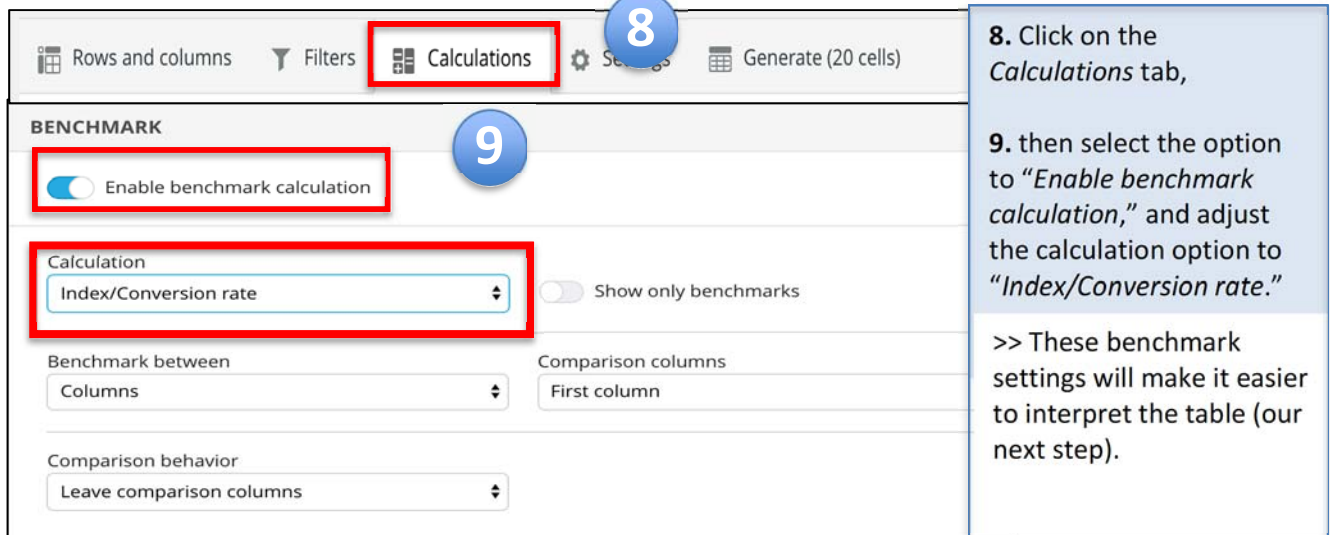 8
Rows and columns Filters Calculations Generate (20 cells)
BENCHMARK
9
Enable benchmark calculation
Calculation
Index/Conversion rate
Show only benchmarks
Benchmark between
Comparison columns
Columns
First column
Comparison behavior
Leave comparison columns
8. Click on the
Calculations tab,
9. then select the option
to “Enable benchmark
calculation,” and adjust
the calculation option to
“Index/Conversion rate.”
>> These benchmark
settings will make it easier
to interpret the table (our
next step).